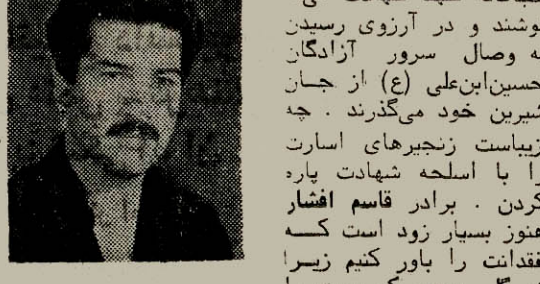 نوشند و در آرزوی رسیدن
به وصال سرور آزادگان
حسین‌ابن‌علی (ع) از جان
شیرین خود می‌گذرند . چه
زیباست زنجیرهای اسارت
را با اسلحه شهادت پاره
کردن . برادر قاسم افشار
هنوز بسیار زود است که
فقدانت را باور کنیم زیرا